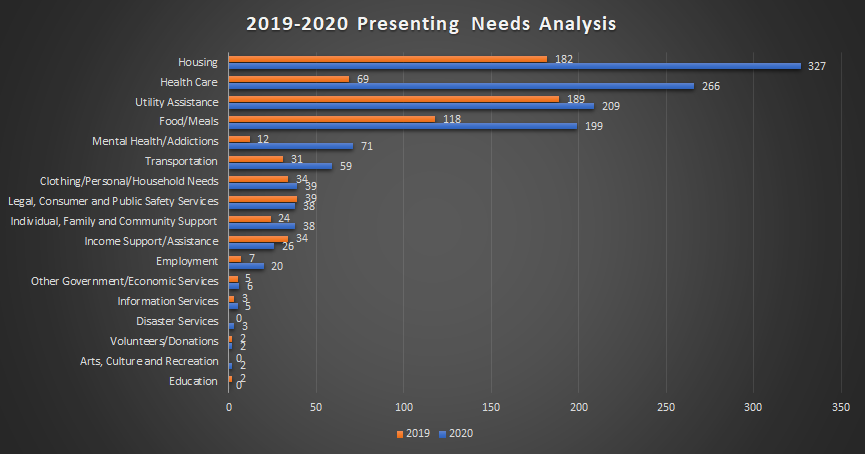 2019-2020 Presenting Needs Analysis
Housing
182
327
Health Care
69
266
Utility Assistance
189
209
Food/Meals
118
199
Mental Health/Addictions
12
71
Transportation
31
59
Clothing/Personal/Household Needs
34
39
Legal, Consumer and Public Safety Services
39
38
Individual, Family and Community Support
24
38
Income Support/Assistance
34
26
Employment
7
20
Other Government/Economic Services
5
6
Information Services
3
5
Disaster Services
0
3
Volunteers/Donations
2
2
Arts, Culture and Recreation
0
2
Education
2
0
0 50 100 150 200 250 300 350
2019 2020